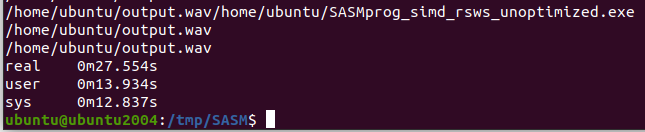 /home/ubuntu/output.wav/home/ubuntu/SASMprog_simd_rsws_unoptimized.exe
/home/ubuntu/output.wav
/home/ubuntu/output.wav
real    0m27.554s
user    0m13.934s
sys     0m12.837s
ubuntu@ubuntu2004:/tmp/SASM$